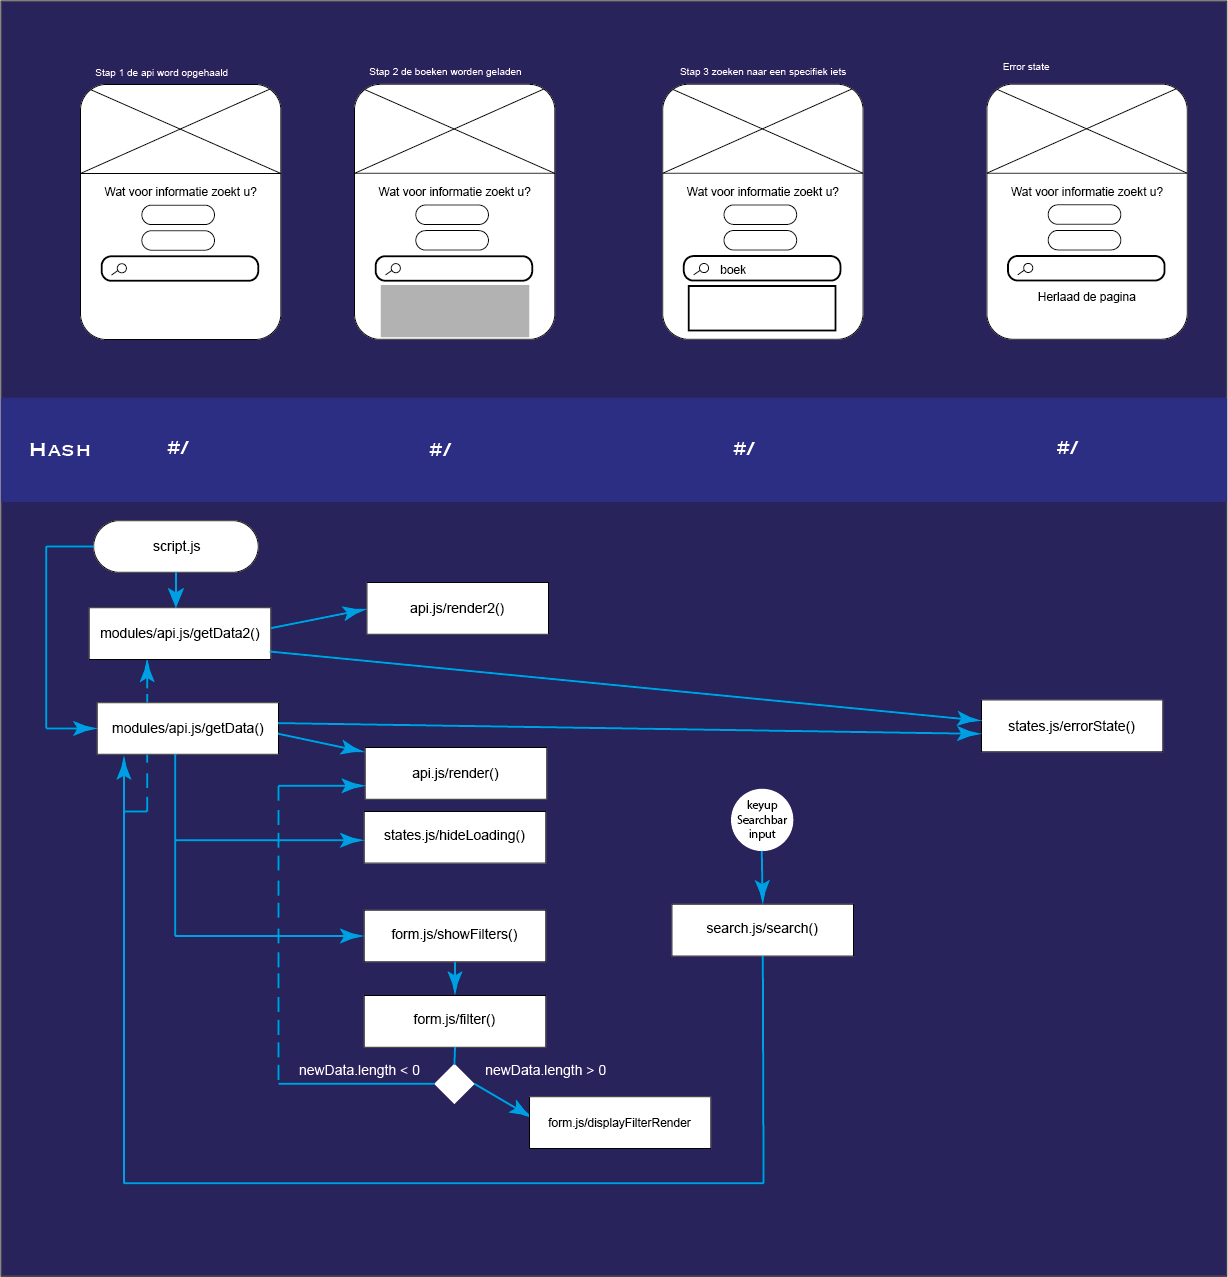 Stap 1 de api word opgehaald
Stap 2 de boeken worden geladen
Stap 3 zoeken naar een specifiek iets
Error state
Wat voor informatie zoekt u?
Wat voor informatie zoekt u?
Wat voor informatie zoekt u?
Wat voor informatie zoekt u?
boek
Herlaad de pagina
HASH
#/
#/
#/
#/
script.js
modules/api.js/getData2()
api.js/render2()
modules/api.js/getData()
states.js/errorState()
api.js/render()
states.js/hideLoading()
keyup
Searchbar
input
form.js/showFilters()
search.js/search()
form.js/filter()
newData.length < 0
newData.length > 0
form.js/displayFilterRender